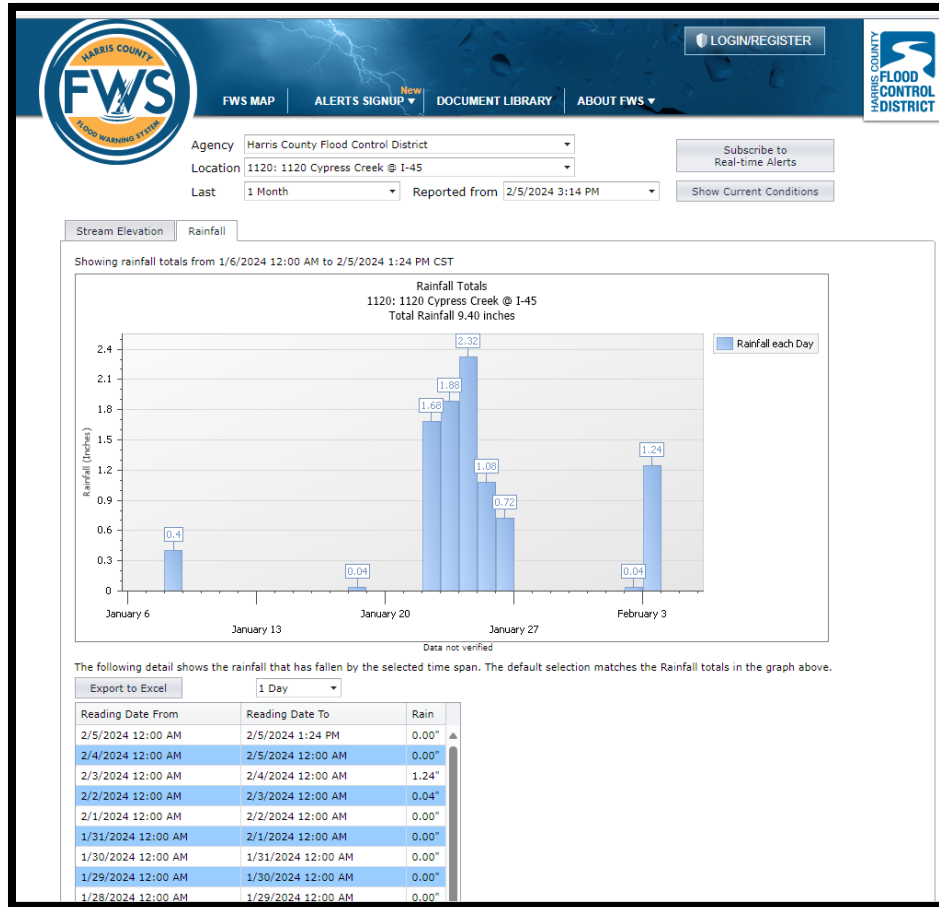 HARRIS COUNTY
FWS
FLOOD WARNING SYSTEM
LOGIN/REGISTER
HARRIS COUNTY
FLOOD
CONTROL
DISTRICT
New
FWS MAP ALERTS SIGNUP DOCUMENT LIBRARY ABOUT FWS
Agency Harris County Flood Control District
Subscribe to
Real-time Alerts
Location 1120: 1120 Cypress Creek @ I-45
Last 1 Month Reported from 2/5/2024 3:14 PM Show Current Conditions
Stream Elevation Rainfall
Showing rainfall totals from 1/6/2024 12:00 AM to 2/5/2024 1:24 PM CST
Rainfall Totals
1120: 1120 Cypress Creek @ I-45
Total Rainfall 9.40 inches
Rainfall each Day
Rainfall (Inches)
2.4
2.1
1.8
1.5
1.2
0.9
0.6
0.3
0
0.4
0.04
1.68
1.88
2.32
1.08
0.72
0.04
1.24
January 6 January 20 February 3
January 13 January 27
Data not verified
The following detail shows the rainfall that has fallen by the selected time span. The default selection matches the Rainfall totals in the graph above.
Export to Excel 1 Day
Reading Date From Reading Date To Rain
2/5/2024 12:00 AM 2/5/2024 1:24 PM 0.00"
2/4/2024 12:00 AM 2/5/2024 12:00 AM 0.00"
2/3/2024 12:00 AM 2/4/2024 12:00 AM 1.24"
2/2/2024 12:00 AM 2/3/2024 12:00 AM 0.04"
2/1/2024 12:00 AM 2/2/2024 12:00 AM 0.00"
1/31/2024 12:00 AM 2/1/2024 12:00 AM 0.00"
1/30/2024 12:00 AM 1/31/2024 12:00 AM 0.00"
1/29/2024 12:00 AM 1/30/2024 12:00 AM 0.00"
1/28/2024 12:00 AM 1/29/2024 12:00 AM 0.00"